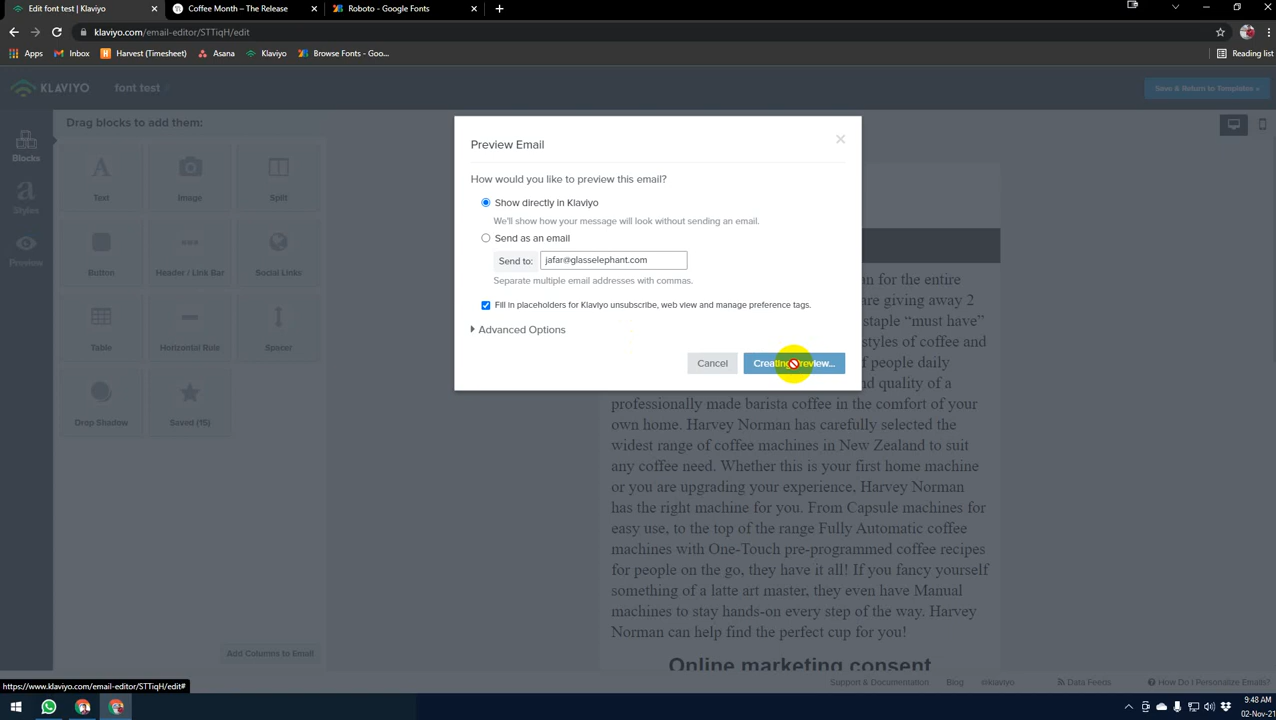 Edit font test | Klaviyo
Coffee Month – The Restaura
Roboto - Google Fonts
klaviyo.com/email-editor/STTiqH/edit
Apps
Inbox
Harvest (Timesheet)
Asana
Klaviyo
Browse Fonts - Goo...
Reading list
KLAVIYO
font test
Save & Return to Templates »
Drag blocks to add them:
Blocks
Styles
Preview
Text
Image
Split
Button
Header / Link Bar
Social Links
Table
Horizontal Rule
Spacer
Drop Shadow
Saved (15)
Add Columns to Email
Preview Email
How would you like to preview this email?
Show directly in Klaviyo
We'll show how your message will look without sending an email.
Send as an email
Send to:
jafar@glasselephant.com
Separate multiple email addresses with commas.
Fill in placeholders for Klaviyo unsubscribe, web view and manage preference tags.
Advanced Options
Cancel
Creating Preview...
an for the entire
are giving away 2
staple “must have”
styles of coffee and
of people daily
nd quality of a
professionally made barista coffee in the comfort of your
own home. Harvey Norman has carefully selected the
widest range of coffee machines in New Zealand to suit
any coffee need. Whether this is your first home machine
or you are upgrading your experience, Harvey Norman
has the right machine for you. From Capsule machines for
easy use, to the top of the range Fully Automatic coffee
machines with One-Touch pre-programmed coffee recipes
for people on the go, they have it all! If you fancy yourself
something of a latte art master, they even have Manual
machines to stay hands-on every step of the way. Harvey
Norman can help find the perfect cup for you!
Online marketing consent
Support & Documentation
Blog
@klaviyo
Data Feeds
How Do I Personalize Emails?
https://www.klaviyo.com/email-editor/STTiqH/edit#
9:48 AM
02-Nov-21